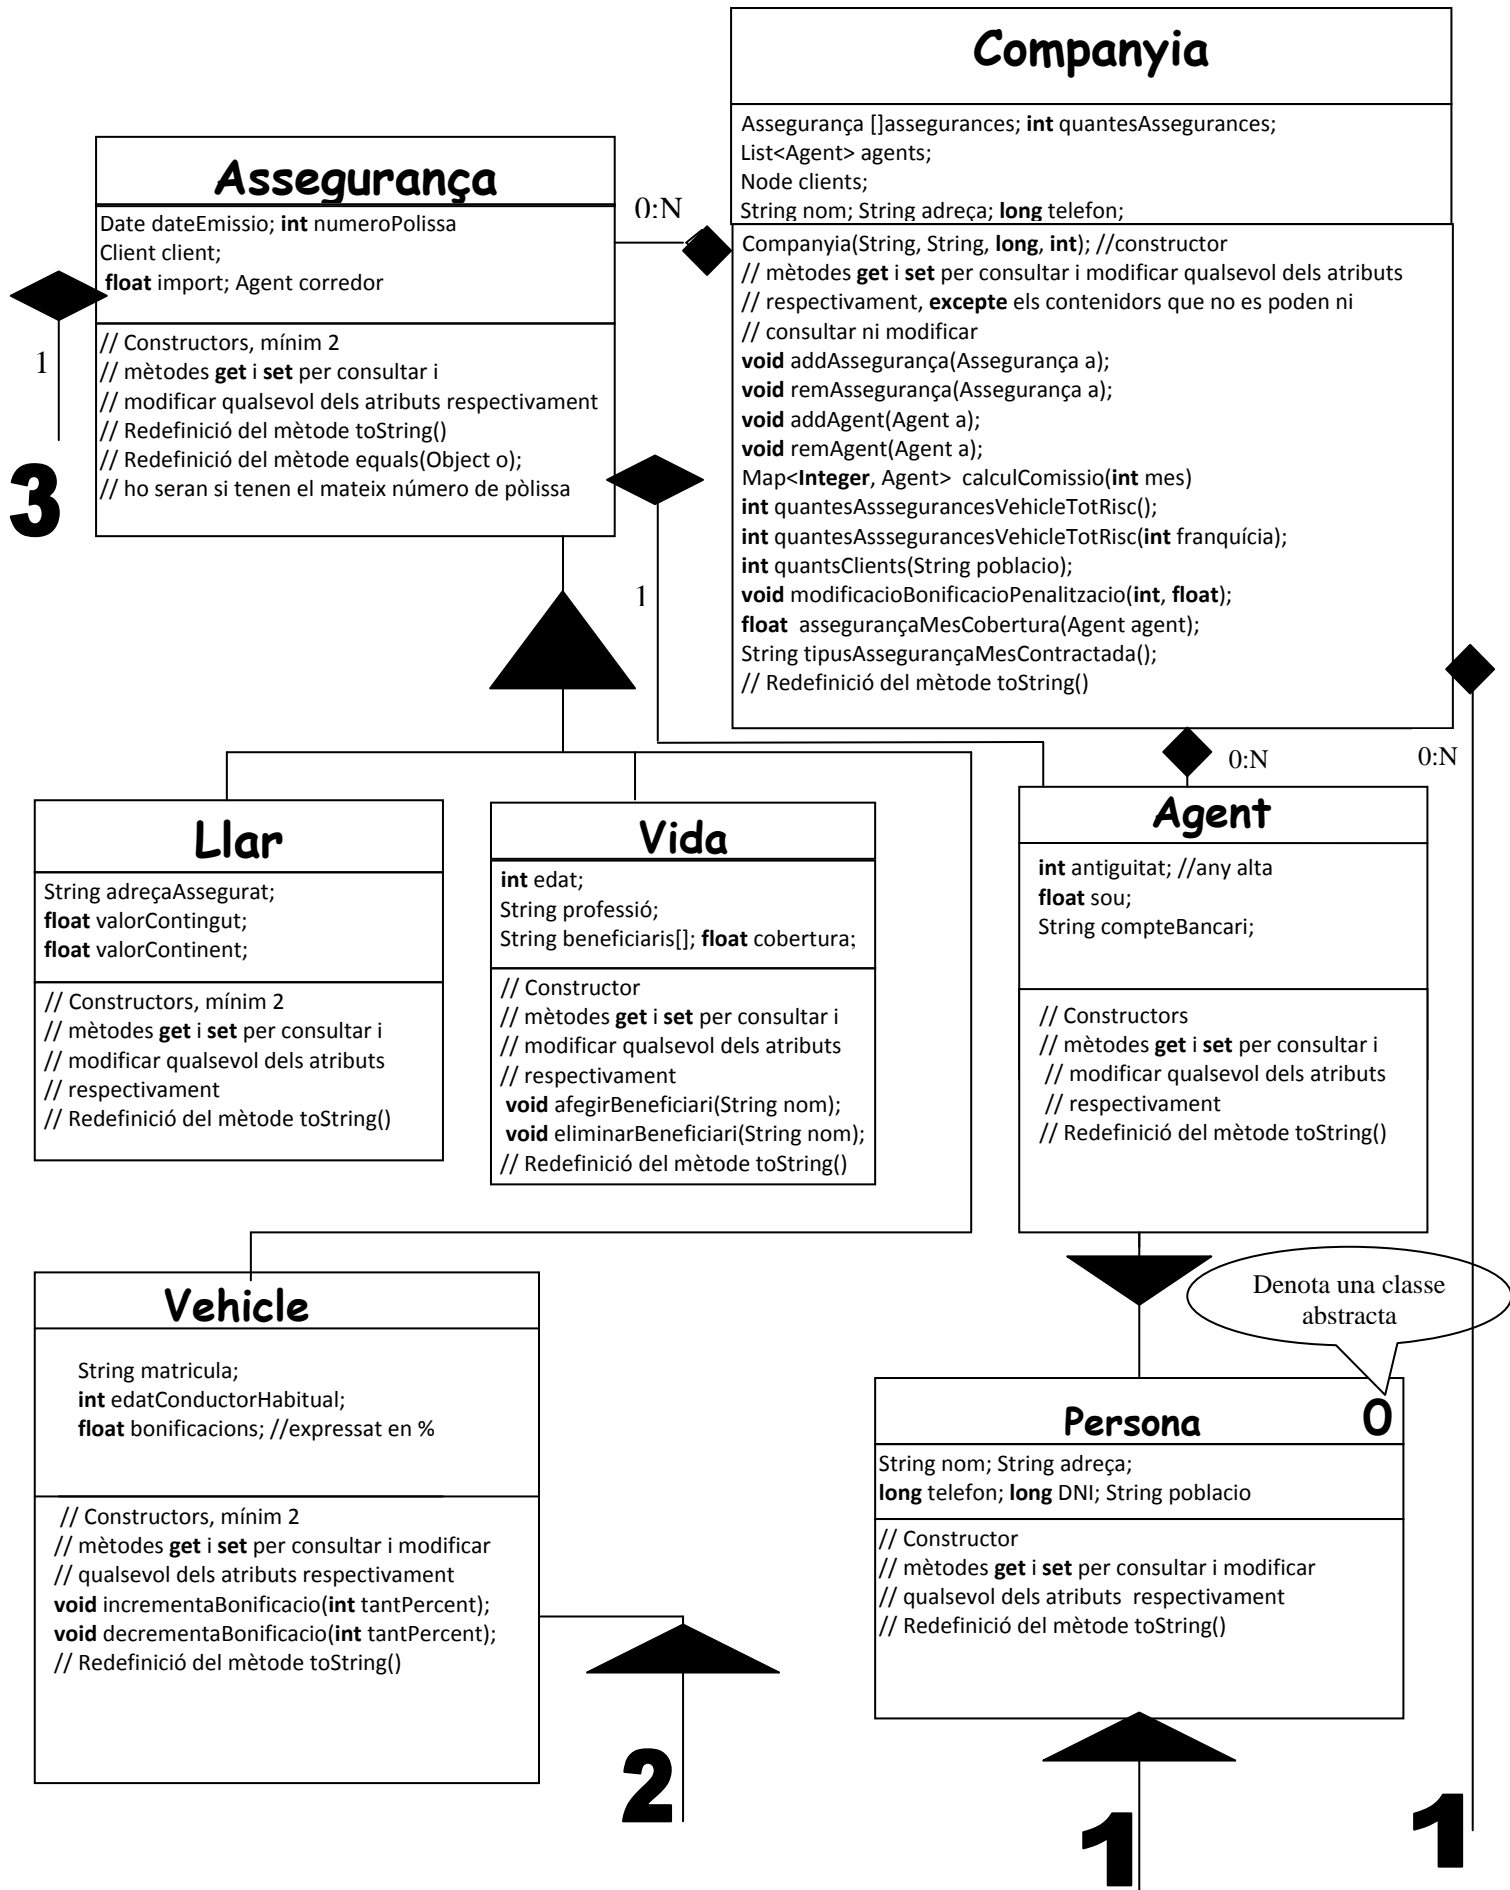 Companyia
Assegurança []assegurances; int quantesAssegurances;
List<Agent> agents;
Node clients;
String nom; String adreça; long telefon;
Companyia(String, String, long, int); //constructor
// mètodes get i set per consultar i modificar qualsevol dels atributs
// respectivament, excepte els contenidors que no es poden ni
// consultar ni modificar
void addAssegurança(Assegurança a);
void remAssegurança(Assegurança a);
void addAgent(Agent a);
void remAgent(Agent a);
Map<Integer, Agent> calculComissio(int mes)
int quantesAsssegurancesVehicleTotRisc();
int quantesAsssegurancesVehicleTotRisc(int franquícia);
int quantsClients(String poblacio);
void modificacioBonificacioPenalitzacio(int, float);
float assegurançaMesCobertura(Agent agent);
String tipusAssegurançaMesContractada();
// Redefinició del mètode toString()
Assegurança
Date dateEmissio; int numeroPolissa
Client client;
float import; Agent corredor
// Constructors, mínim 2
// mètodes get i set per consultar i
// modificar qualsevol dels atributs respectivament
// Redefinició del mètode toString()
// Redefinició del mètode equals(Object o);
// ho seran si tenen el mateix número de pòlissa
0:N
1
3
1
0:N
0:N
Llar
String adreçaAssegurat;
float valorContingut;
float valorContinent;
// Constructors, mínim 2
// mètodes get i set per consultar i
// modificar qualsevol dels atributs
// respectivament
// Redefinició del mètode toString()
Vida
int edat;
String professió;
String beneficiaris[]; float cobertura;
// Constructor
// mètodes get i set per consultar i
// modificar qualsevol dels atributs
// respectivament
void afegirBeneficiari(String nom);
void eliminarBeneficiari(String nom);
// Redefinició del mètode toString()
Agent
int antiguitat; //any alta
float sou;
String compteBancari;
// Constructors
// mètodes get i set per consultar i
// modificar qualsevol dels atributs
// respectivament
// Redefinició del mètode toString()
Vehicle
String matricula;
int edatConductorHabitual;
float bonificacions; //expressat en %
// Constructors, mínim 2
// mètodes get i set per consultar i modificar
// qualsevol dels atributs respectivament
void incrementaBonificacio(int tantPercent);
void decrementaBonificacio(int tantPercent);
// Redefinició del mètode toString()
2
Denota una classe
abstracta
Persona
0
String nom; String adreça;
long telefon; long DNI; String poblacio
// Constructor
// mètodes get i set per consultar i modificar
// qualsevol dels atributs respectivament
// Redefinició del mètode toString()
1
1